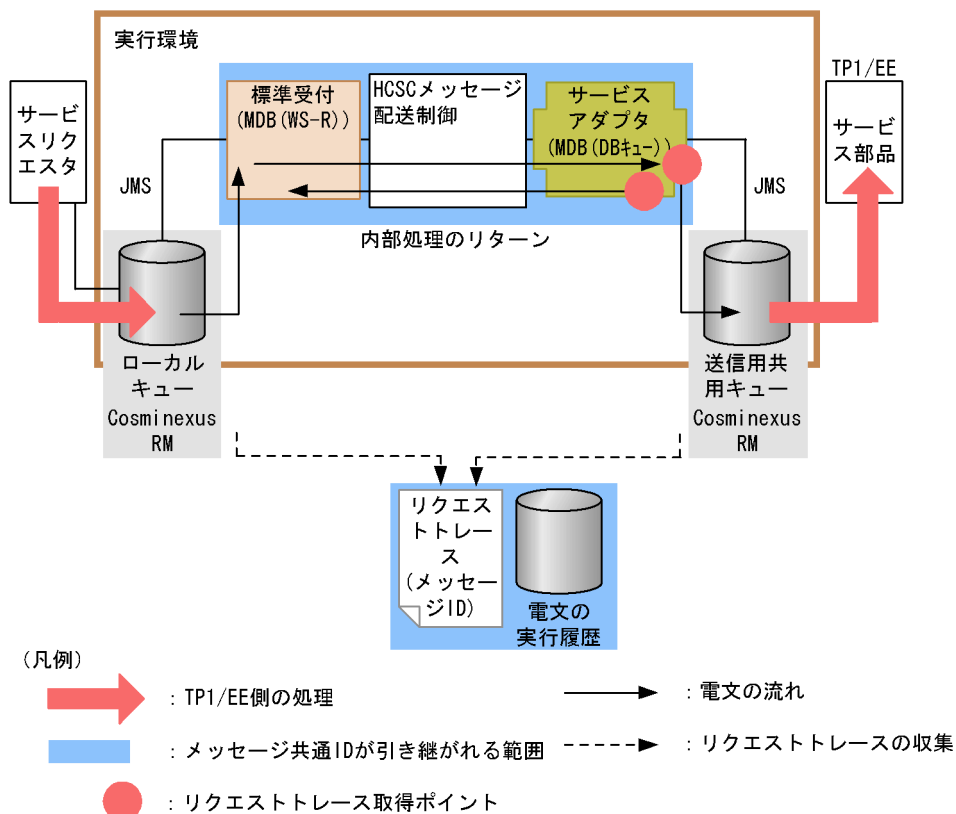 実行環境
サービ
スリク
エスタ
標準受付
(MDB(WS-R))
HCSCメッセージ
配送制御
サービス
アダプタ
(MDB(DBキュー))
TP1/EE
サービ
ス部品
JMS
JMS
内部処理のリターン
ローカル
キュー
Cosminexus
RM
送信用共
用キュー
Cosminexus
RM
リクエス
トトレー
ス
(メッセー
ジID)
電文の
実行履歴
(凡例)
: TP1/EE側の処理
: 電文の流れ
: メッセージ共通IDが引き継がれる範囲
: リクエストトレースの収集
: リクエストトレース取得ポイント